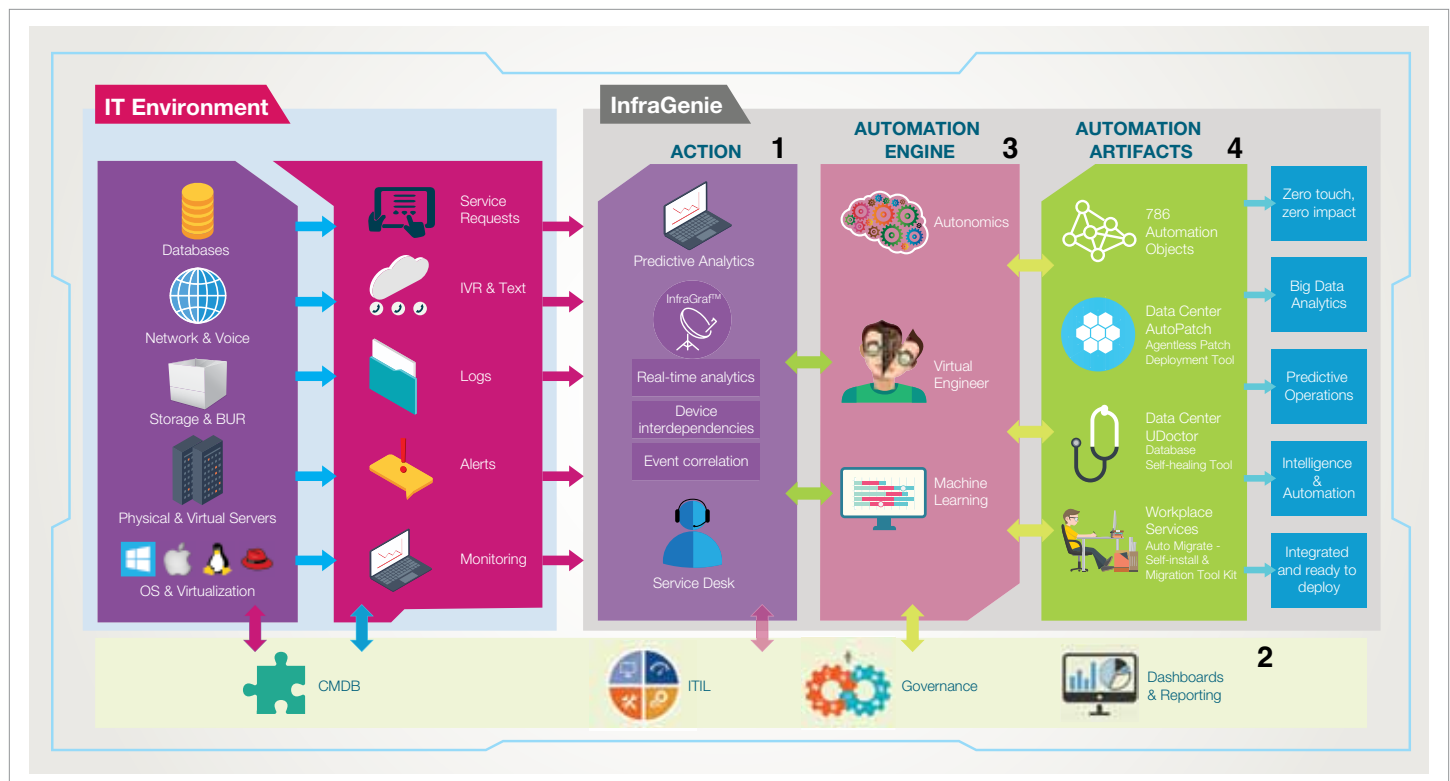 IT Environment
Databases
Network & Voice
Storage & BUR
Physical & Virtual Servers
OS & Virtualization
Service
Requests
IVR & Text
Logs
Alerts
Monitoring
InfraGenie
ACTION 1
Predictive Analytics
InfraGraf™
Real-time analytics
Device
interdependencies
Event correlation
Service Desk
AUTOMATION
ENGINE 3
Autonomics
Virtual
Engineer
Machine
Learning
AUTOMATION
ARTIFACTS 4
786
Automation
Objects
Data Center
AutoPatch
Agentless Patch
Deployment Tool
Data Center
UDoctor
Database
Self-healing Tool
Workplace
Services
Auto Migrate -
Self-install &
Migration Tool Kit
Zero touch,
zero impact
Big Data
Analytics
Predictive
Operations
Intelligence
&
Automation
Integrated
and ready to
deploy
CMDB
ITIL
Governance
Dashboards
& Reporting
2